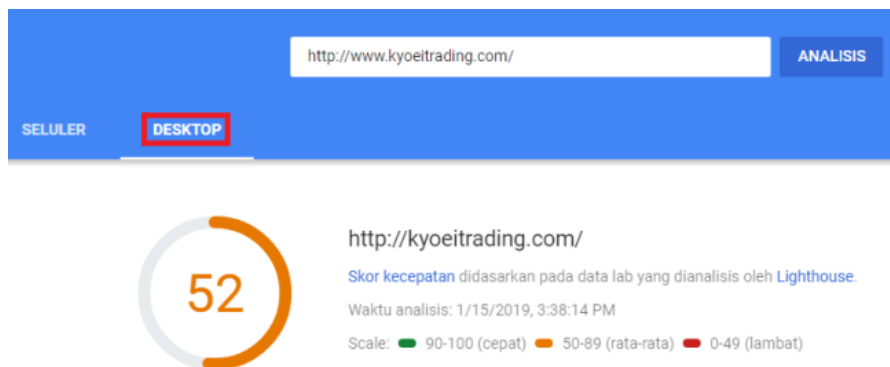 http://www.kyoeitrading.com/
ANALISIS
SELULER
DESKTOP
52
http://kyoeitrading.com/
Skor kecepatan didasarkan pada data lab yang dianalisis oleh Lighthouse.
Waktu analisis: 1/15/2019, 3:38:14 PM
Scale: 90-100 (cepat) 50-89 (rata-rata) 0-49 (lambat)